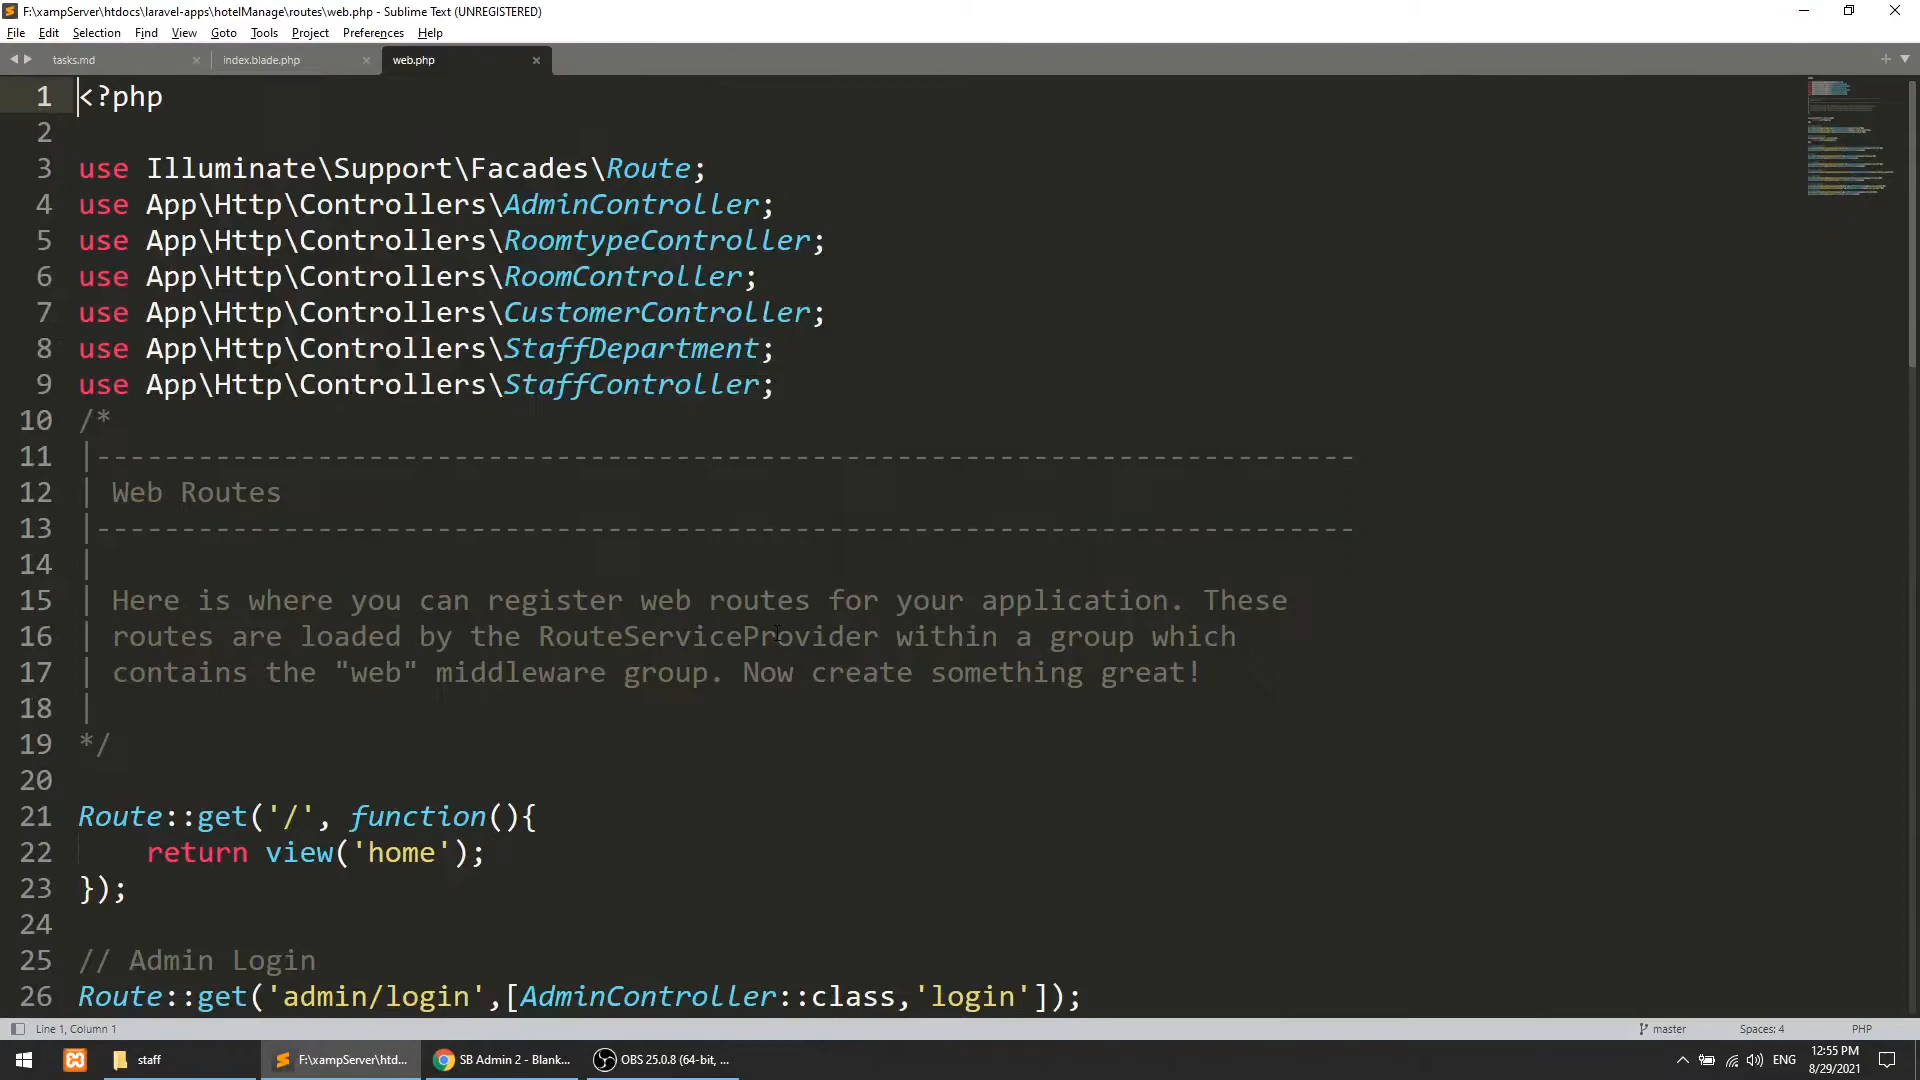 F:\xampServer\htdocs\laravel-apps\hotelManage\routes\web.php - Sublime Text (UNREGISTERED)
File Edit Selection Find View Goto Tools Project Preferences Help
tasks.md index.blade.php web.php
1 <?php
2
3 use Illuminate\Support\Facades\Route;
4 use App\Http\Controllers\AdminController;
5 use App\Http\Controllers\RoomtypeController;
6 use App\Http\Controllers\RoomController;
7 use App\Http\Controllers\CustomerController;
8 use App\Http\Controllers\StaffDepartment;
9 use App\Http\Controllers\StaffController;
10 /*
11 |--------------------------------------------------------------------------
12 | Web Routes
13 |--------------------------------------------------------------------------
14 |
15 | Here is where you can register web routes for your application. These
16 | routes are loaded by the RouteServiceProvider within a group which
17 | contains the "web" middleware group. Now create something great!
18 |
19 */
20
21 Route::get('/', function(){
22     return view('home');
23 });
24
25 // Admin Login
26 Route::get('admin/login',[AdminController::class,'login']);
Line 1, Column 1 master Spaces: 4 PHP
staff F:\xampServer\htd... SB Admin 2 - Blank... OBS 25.0.8 (64-bit, ... ENG 12:55 PM
8/29/2021